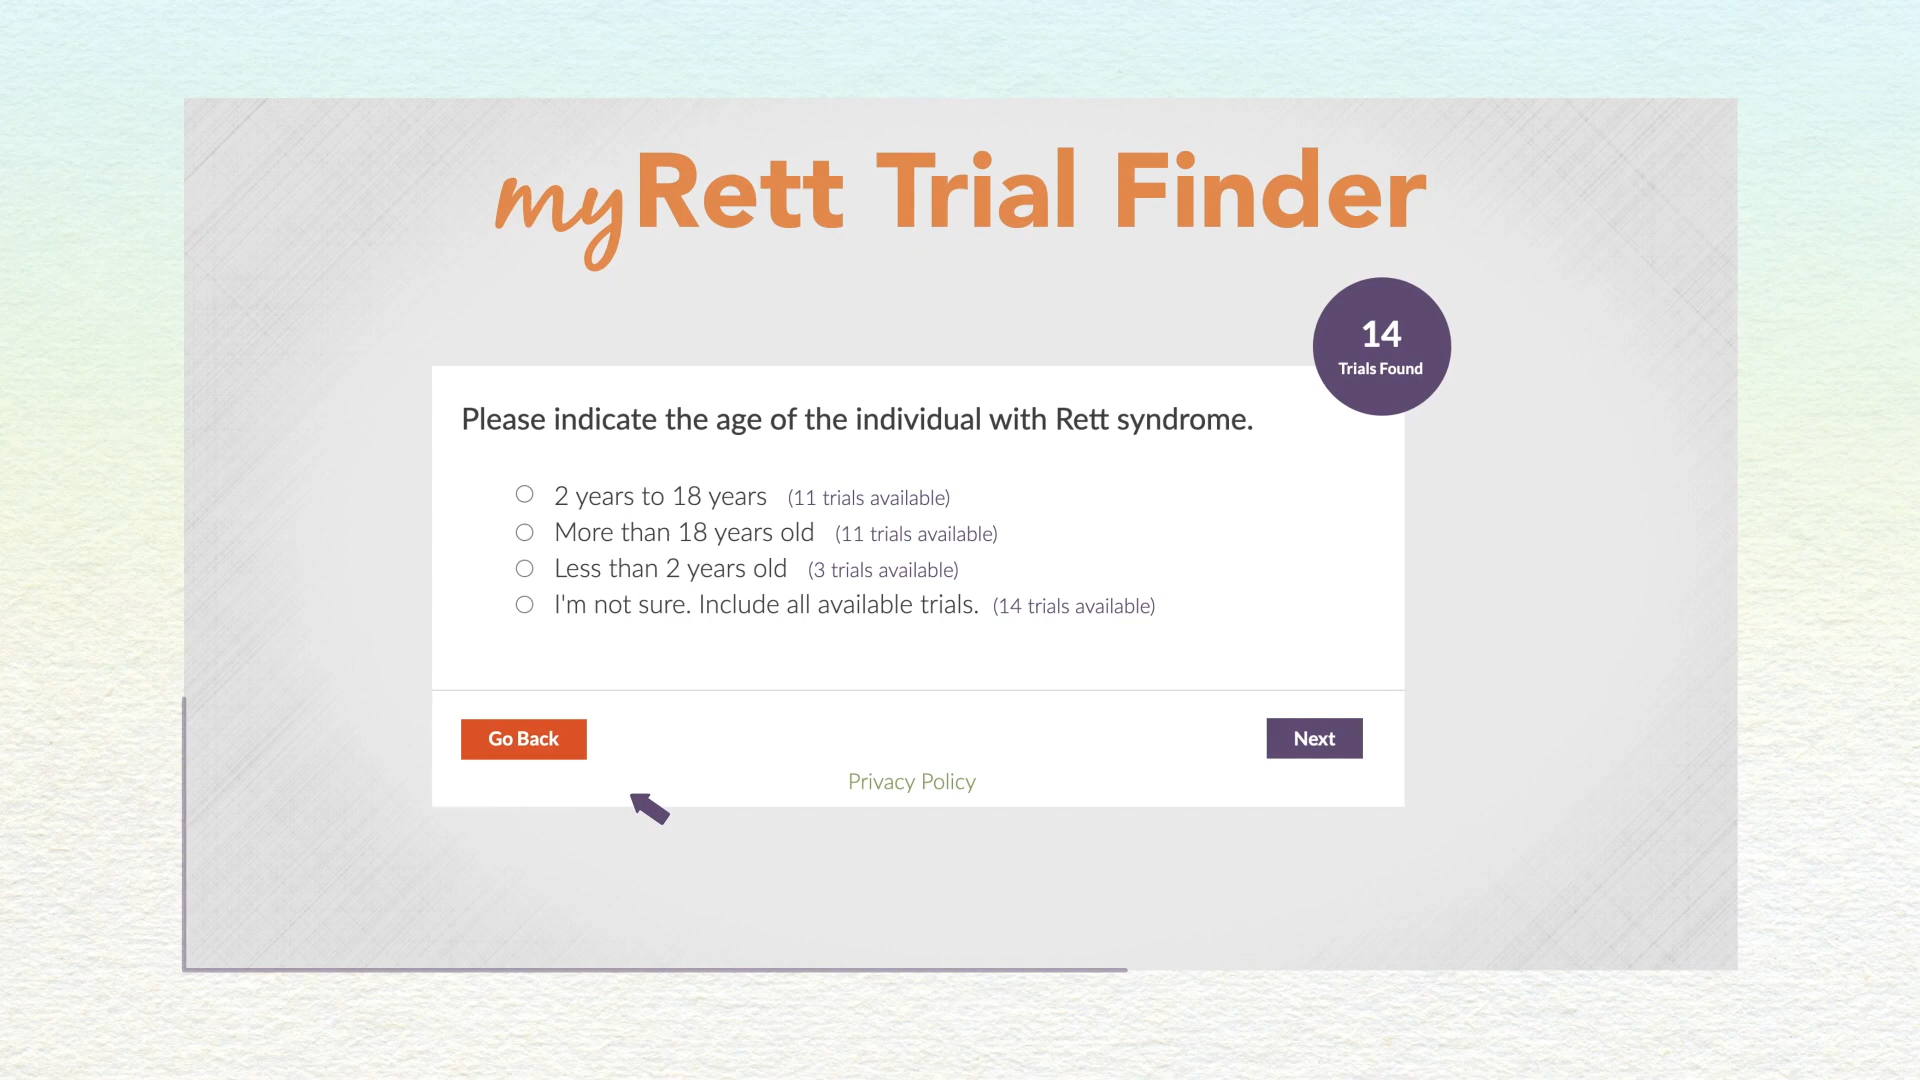 myRett Trial Finder
14
Trials Found
Please indicate the age of the individual with Rett syndrome.
2 years to 18 years (11 trials available)
More than 18 years old (11 trials available)
Less than 2 years old (3 trials available)
I'm not sure. Include all available trials. (14 trials available)
Go Back
Next
Privacy Policy